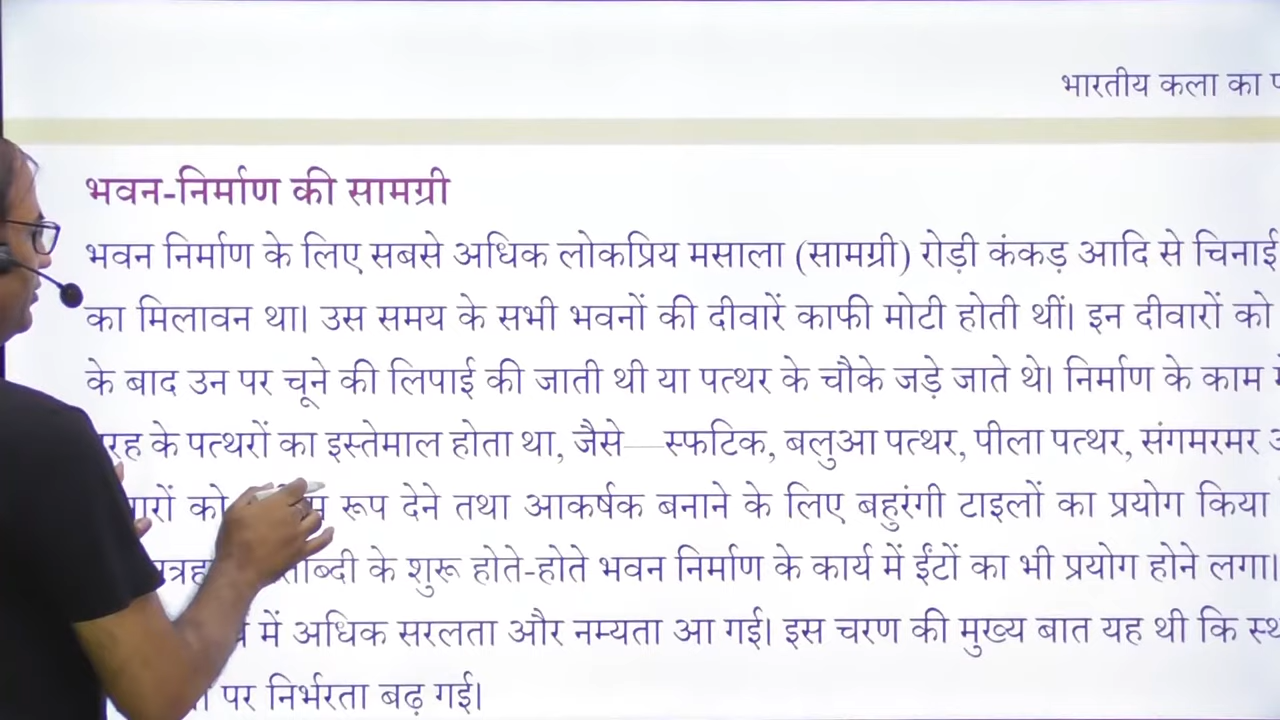 भारतीय कला का
भवन-निर्माण की सामग्री
भवन निर्माण के लिए सबसे अधिक लोकप्रिय मसाला (सामग्री) रोड़ी कंकड़ आदि से चिनाई
का मिलावन था। उस समय के सभी भवनों की दीवारें काफी मोटी होती थीं। इन दीवारों को
के बाद उन पर चूने की लिपाई की जाती थी या पत्थर के चौके जड़े जाते थे। निर्माण के काम
के पत्थरों का इस्तेमाल होता था, जैसे—स्फटिक, बलुआ पत्थर, पीला पत्थर, संगमरमर
को रूप देने तथा आकर्षक बनाने के लिए बहुरंगी टाइलों का प्रयोग किया
के शुरू होते-होते भवन निर्माण के कार्य में ईंटों का भी प्रयोग होने लगा।
में अधिक सरलता और नम्यता आ गई। इस चरण की मुख्य बात यह थी कि
पर निर्भरता बढ़ गई।